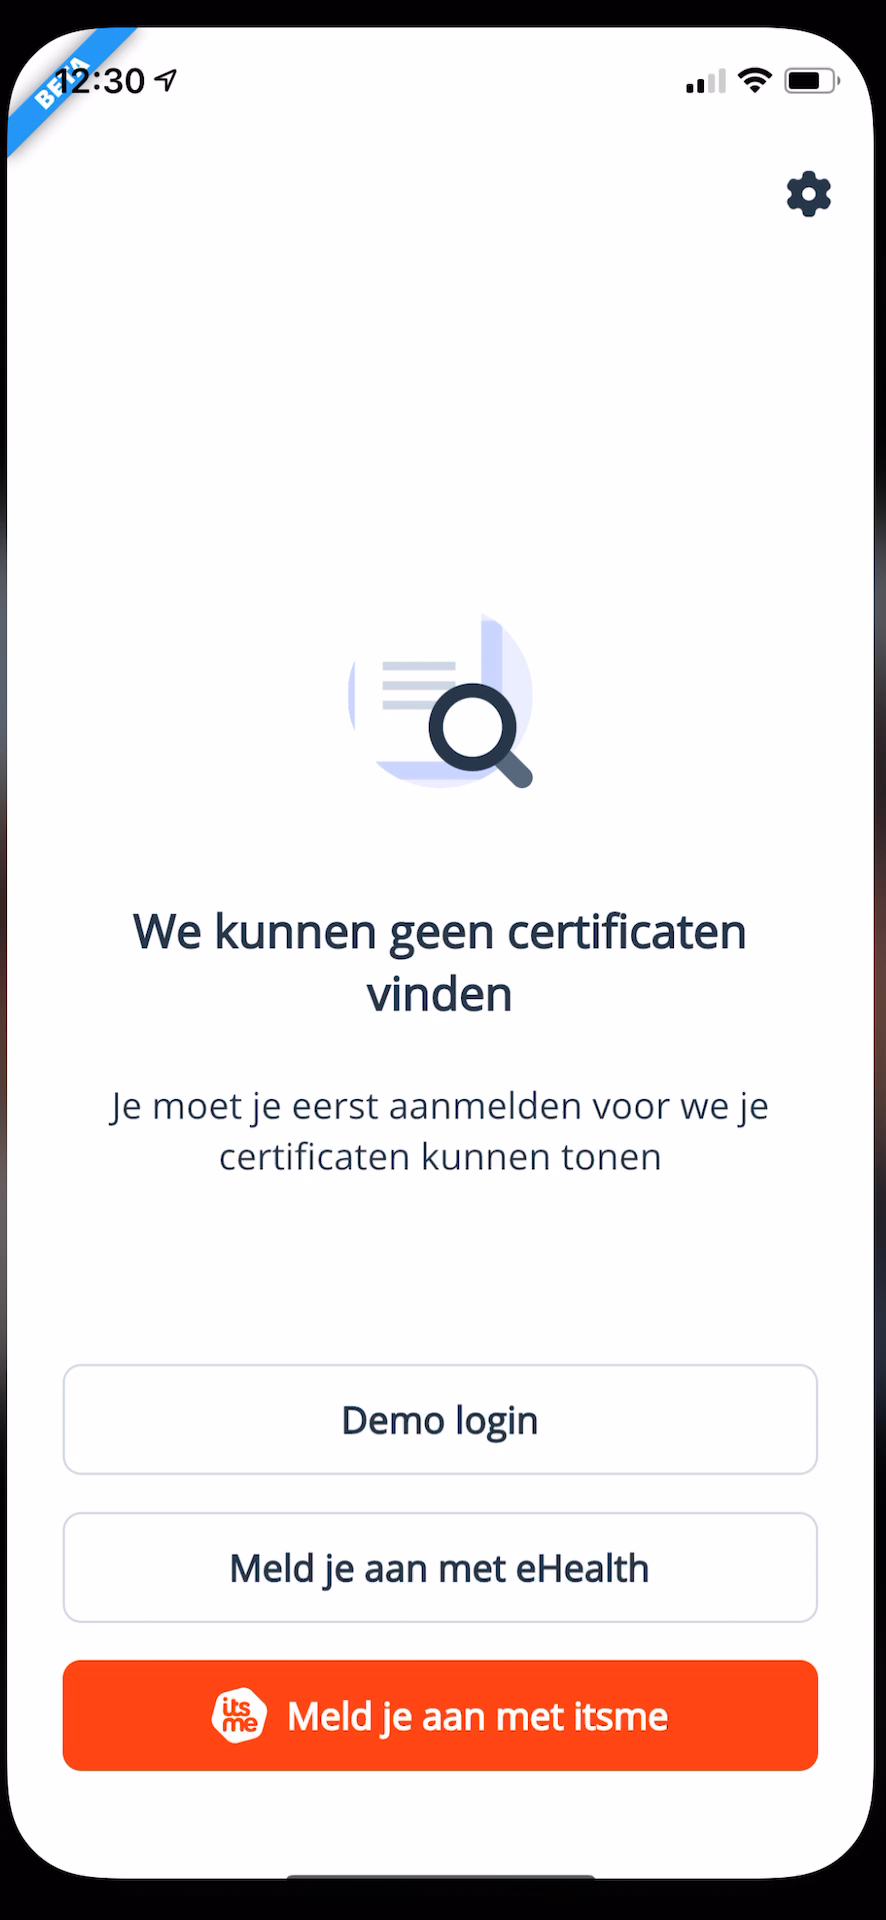 BETA
12:30
We kunnen geen certificaten
vinden
Je moet je eerst aanmelden voor we je
certificaten kunnen tonen
Demo login
Meld je aan met eHealth
its
me
Meld je aan met itsme